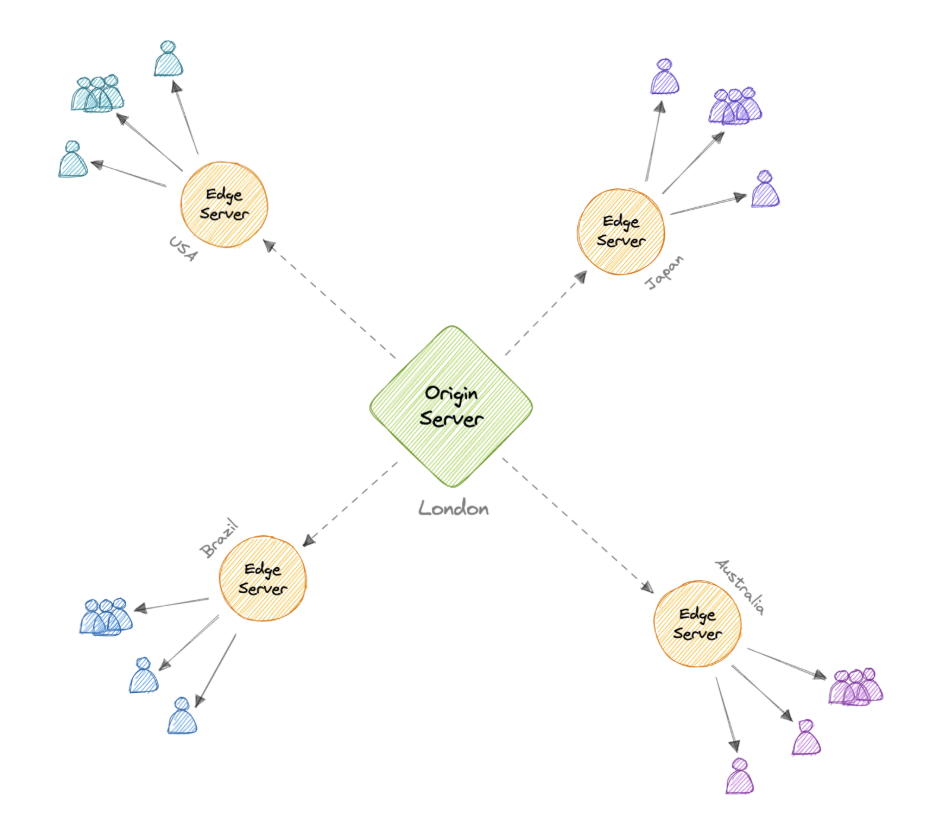 Edge
Server
USA
Edge
Server
Japan
Origin
Server
London
Brazil
Edge
Server
Australia
Edge
Server